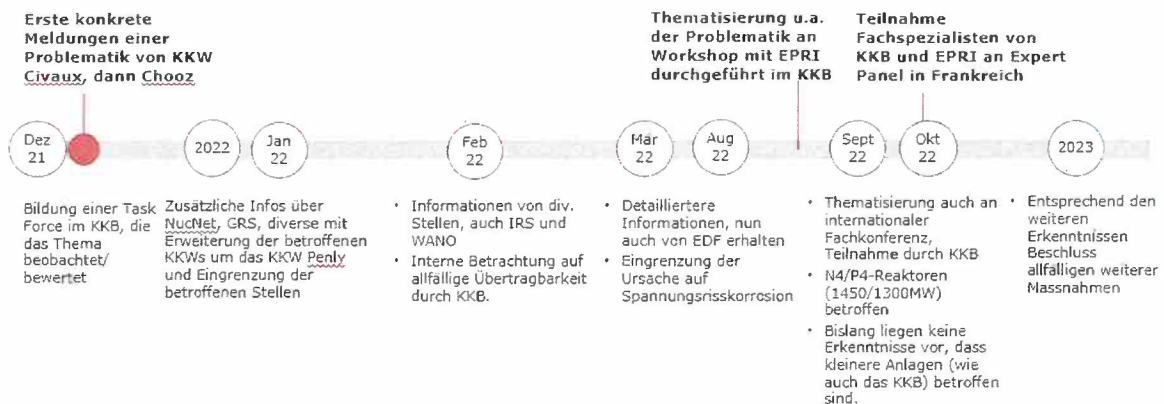 Erste konkrete
Meldungen einer
Problematik von KKW
Civaux, dann Chooz
Thematisierung u.a.
der Problematik an
Workshop mit EPRI
durchgeführt im KKB
Teilnahme
Fachspezialisten von
KKB und EPRI an Expert
Panel in Frankreich
Dez
21
2022
Jan
22
Feb
22
Mär
22
Aug
22
Sept
22
Okt
22
2023
Bildung einer Task
Force im KKB, die
das Thema
beobachtet/
bewertet
Zusätzliche Infos über
NucNet, GRS, diverse mit
Erweiterung der betroffenen
KKWs um das KKW Penly
und Eingrenzung der
betroffenen Stellen
• Informationen von div.
Stellen, auch IRS und
WANO
• Interne Betrachtung auf
allfällige Übertragbarkeit
durch KKB.
• Detailliertere
Informationen, nun
auch von EDF erhalten
• Eingrenzung der
Ursache auf
Spannungsrisskorrosion
• Thematisierung auch an
internationaler
Fachkonferenz,
Teilnahme durch KKB
• N4/P4-Reaktoren
(1450/1300MW)
betroffen
• Bislang liegen keine
Erkenntnisse vor, dass
kleinere Anlagen (wie
auch das KKB) betroffen
sind.
• Entsprechend den
weiteren
Erkenntnissen
Beschluss
allfälligen weiterer
Massnahmen